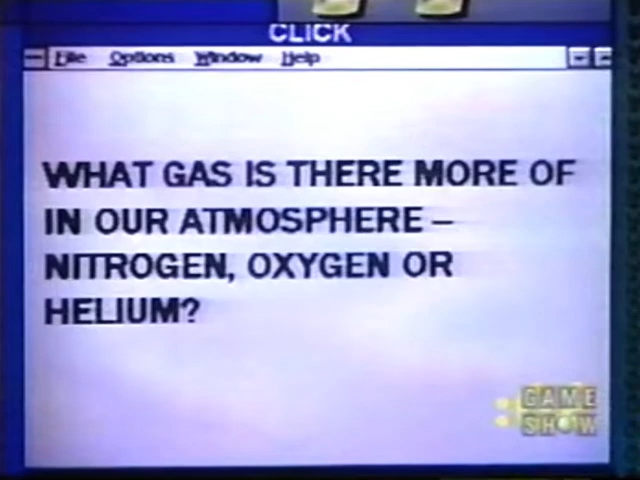 CLICK
File Options Window Help
WHAT GAS IS THERE MORE OF
IN OUR ATMOSPHERE –
NITROGEN, OXYGEN OR
HELIUM?
GAME
SHOW